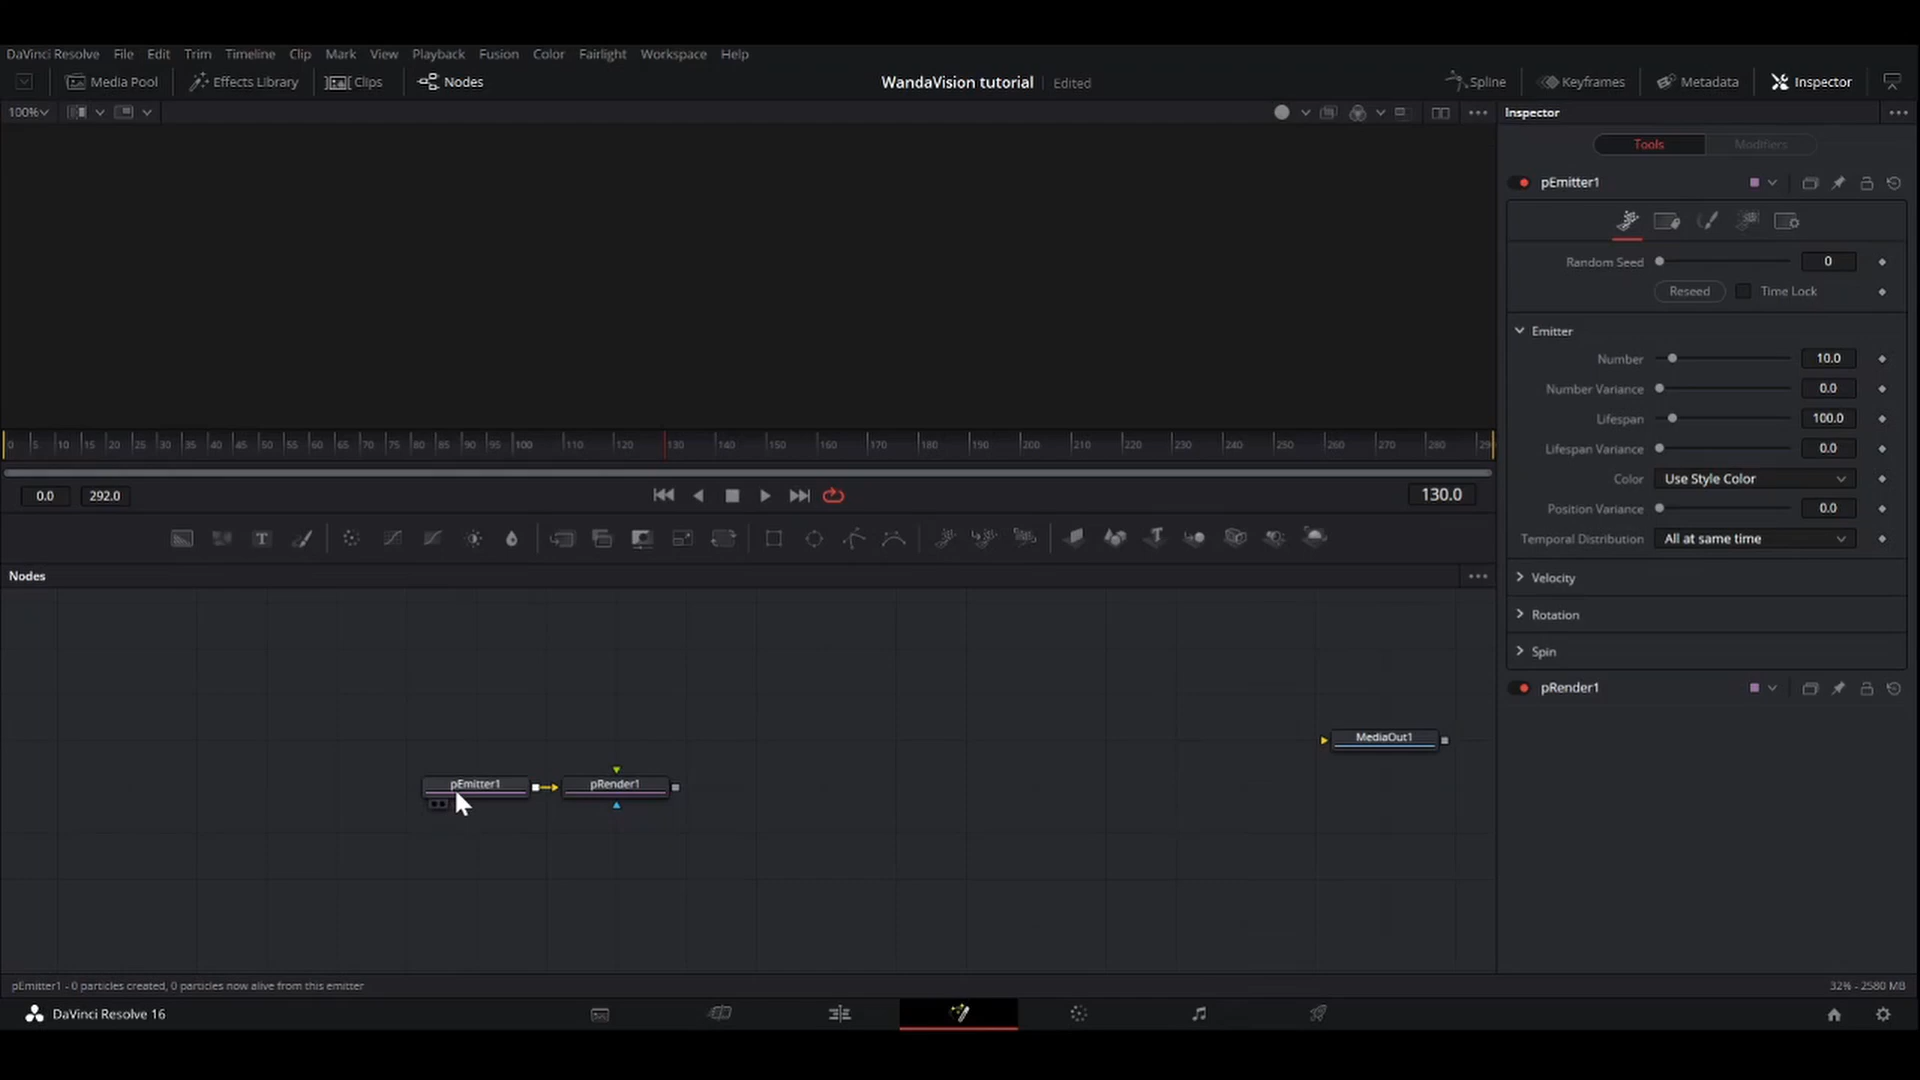 DaVinci Resolve File Edit Trim Timeline Clip Mark View Playback Fusion Color Fairlight Workspace Help
Media Pool Effects Library Clips Nodes WandaVision tutorial Edited Spline Keyframes Metadata Inspector
100%
Inspector
Tools Modifiers
pEmitter1
Random Seed 0
Reseed Time Lock
Emitter
Number 10.0
Number Variance 0.0
Lifespan 100.0
Lifespan Variance 0.0
Color Use Style Color
Position Variance 0.0
Temporal Distribution All at same time
Velocity
Rotation
Spin
pRender1
0 5 10 15 20 25 30 35 40 45 50 55 60 65 70 75 80 85 90 95 100 110 120 130 140 150 160 170 180 190 200 210 220 230 240 250 260 270 280 29
0.0 292.0 130.0
Nodes
MediaOut1
pEmitter1 pRender1
pEmitter1 - 0 particles created, 0 particles now alive from this emitter 32% - 2580 MB
DaVinci Resolve 16